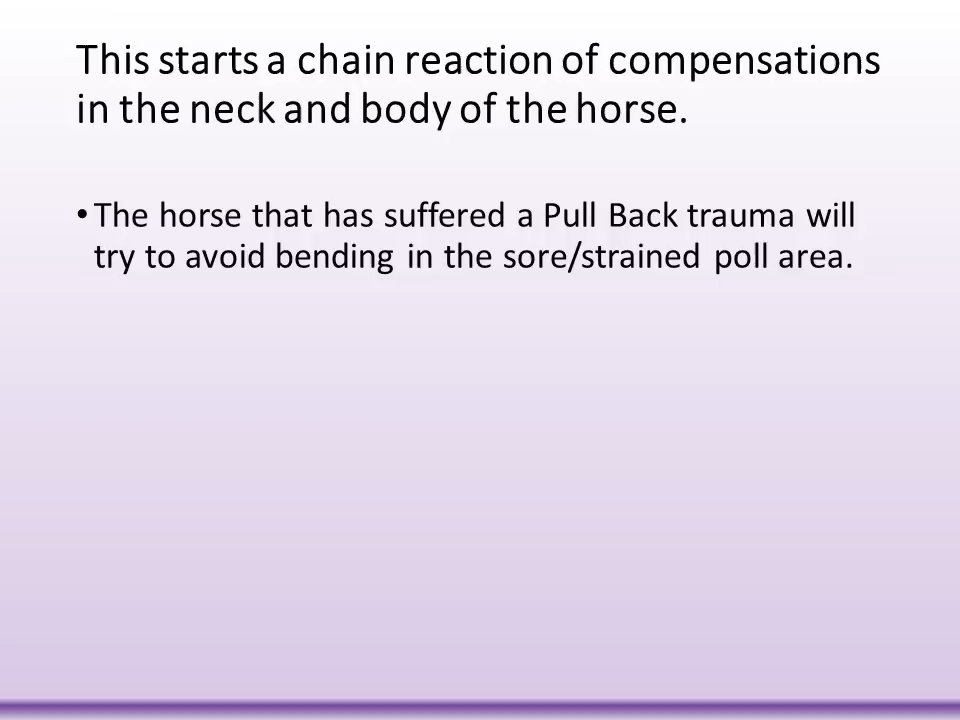 This starts a chain reaction of compensations
in the neck and body of the horse.
• The horse that has suffered a Pull Back trauma will
try to avoid bending in the sore/strained poll area.